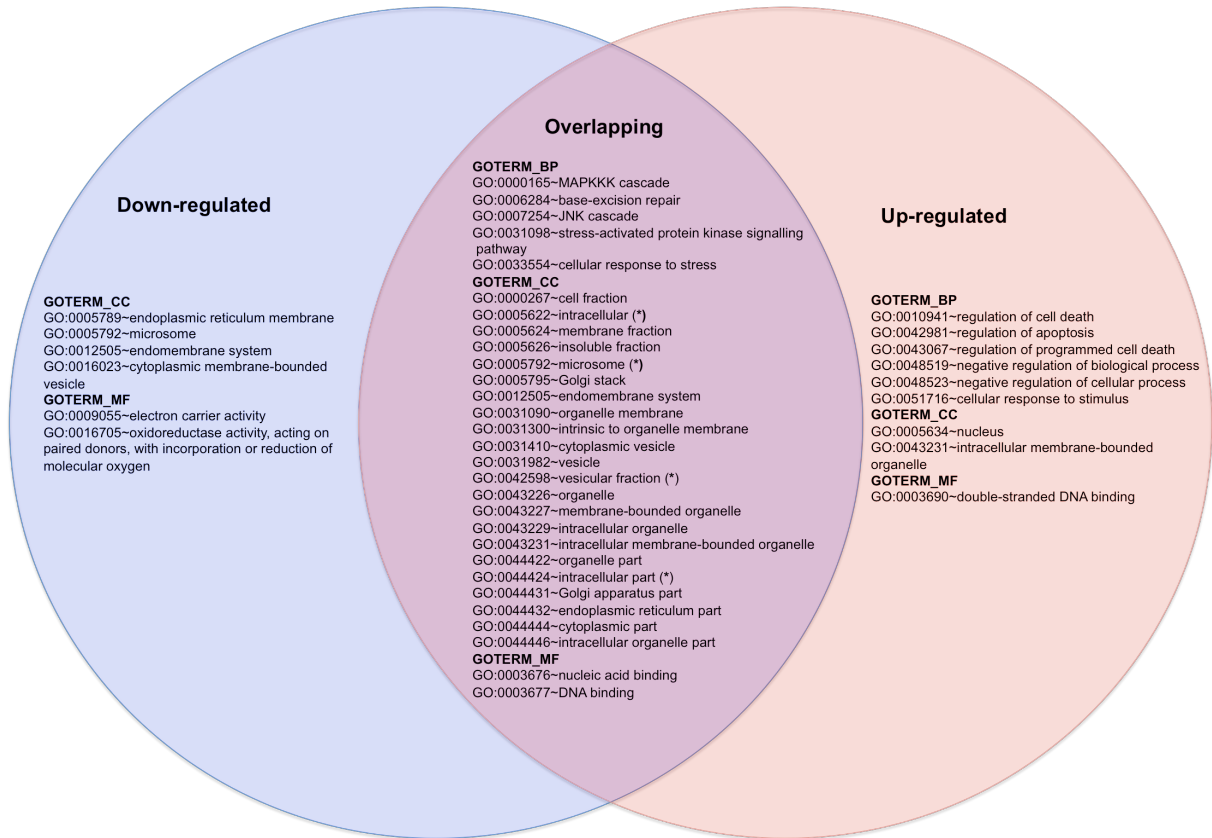 Down-regulated
GOTERM_CC
GO:0005789~endoplasmic reticulum membrane
GO:0005792~microsome
GO:0012505~endomembrane system
GO:0016023~cytoplasmic membrane-bounded
vesicle
GOTERM_MF
GO:0009055~electron carrier activity
GO:0016705~oxidoreductase activity, acting on
paired donors, with incorporation or reduction of
molecular oxygen
Overlapping
GOTERM_BP
GO:0000165~MAPKKK cascade
GO:0006284~base-excision repair
GO:0007254~JNK cascade
GO:0031098~stress-activated protein kinase signalling
pathway
GO:0033554~cellular response to stress
GOTERM_CC
GO:0000267~cell fraction
GO:0005622~intracellular (*)
GO:0005624~membrane fraction
GO:0005626~insoluble fraction
GO:0005792~microsome (*)
GO:0005795~Golgi stack
GO:0012505~endomembrane system
GO:0031090~organelle membrane
GO:0031300~intrinsic to organelle membrane
GO:0031410~cytoplasmic vesicle
GO:0031982~vesicle
GO:0042598~vesicular fraction (*)
GO:0043226~organelle
GO:0043227~membrane-bounded organelle
GO:0043229~intracellular organelle
GO:0043231~intracellular membrane-bounded organelle
GO:0044422~organelle part
GO:0044424~intracellular part (*)
GO:0044431~Golgi apparatus part
GO:0044432~endoplasmic reticulum part
GO:0044444~cytoplasmic part
GO:0044446~intracellular organelle part
GOTERM_MF
GO:0003676~nucleic acid binding
GO:0003677~DNA binding
Up-regulated
GOTERM_BP
GO:0010941~regulation of cell death
GO:0042981~regulation of apoptosis
GO:0043067~regulation of programmed cell death
GO:0048519~negative regulation of biological process
GO:0048523~negative regulation of cellular process
GO:0051716~cellular response to stimulus
GOTERM_CC
GO:0005634~nucleus
GO:0043231~intracellular membrane-bounded
organelle
GOTERM_MF
GO:0003690~double-stranded DNA binding